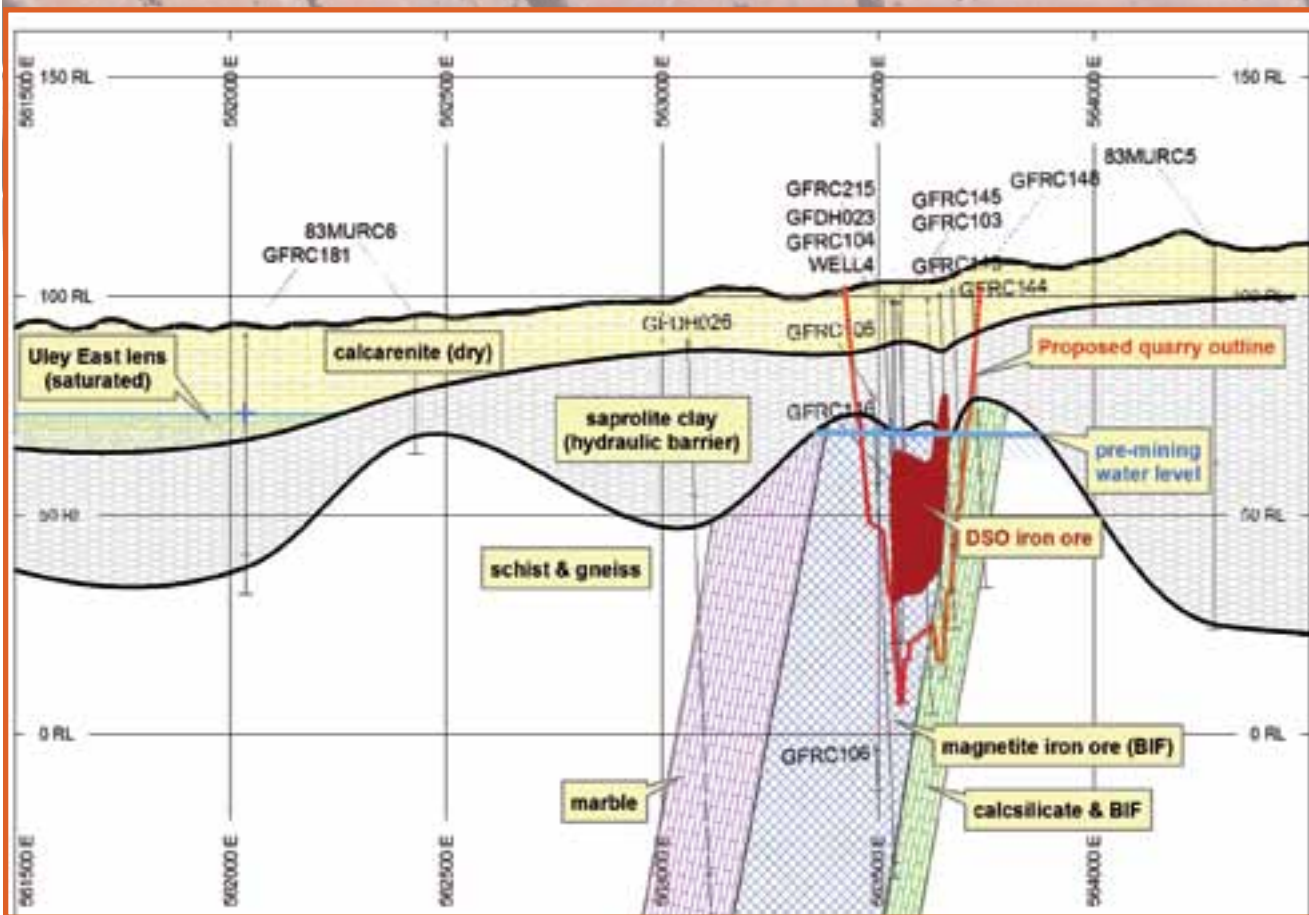 561500 E
562000 E
562500 E
563000 E
563500 E
564000 E
150 RL
150 RL
83MURC5
GFRC215
GFRC145
GFRC148
GFDH023
GFRC103
83MURC6
GFRC104
GFRC181
WELL4
GFRC144
100 RL
GFDH026
Uley East lens
(saturated)
calcarenite (dry)
Proposed quarry outline
saprolite clay
(hydraulic barrier)
pre-mining
water level
DSO iron ore
schist & gneiss
0 RL
0 RL
magnetite iron ore (BIF)
GFRC106
marble
calcsilicate & BIF
561500 E
562000 E
562500 E
563000 E
563500 E
564000 E